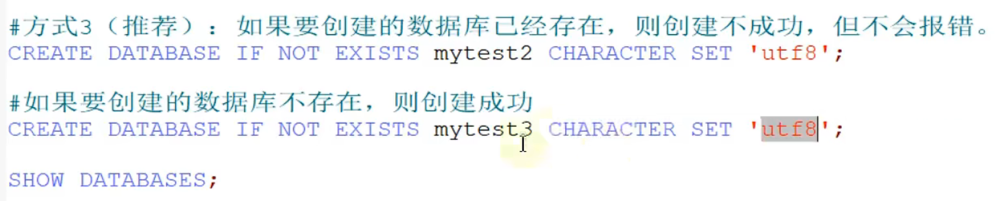 #方式3（推荐）：如果要创建的数据库已经存在，则创建不成功，但不会报错。
CREATE DATABASE IF NOT EXISTS mytest2 CHARACTER SET 'utf8';
#如果要创建的数据库不存在，则创建成功
CREATE DATABASE IF NOT EXISTS mytest3 CHARACTER SET 'utf8';
SHOW DATABASES;